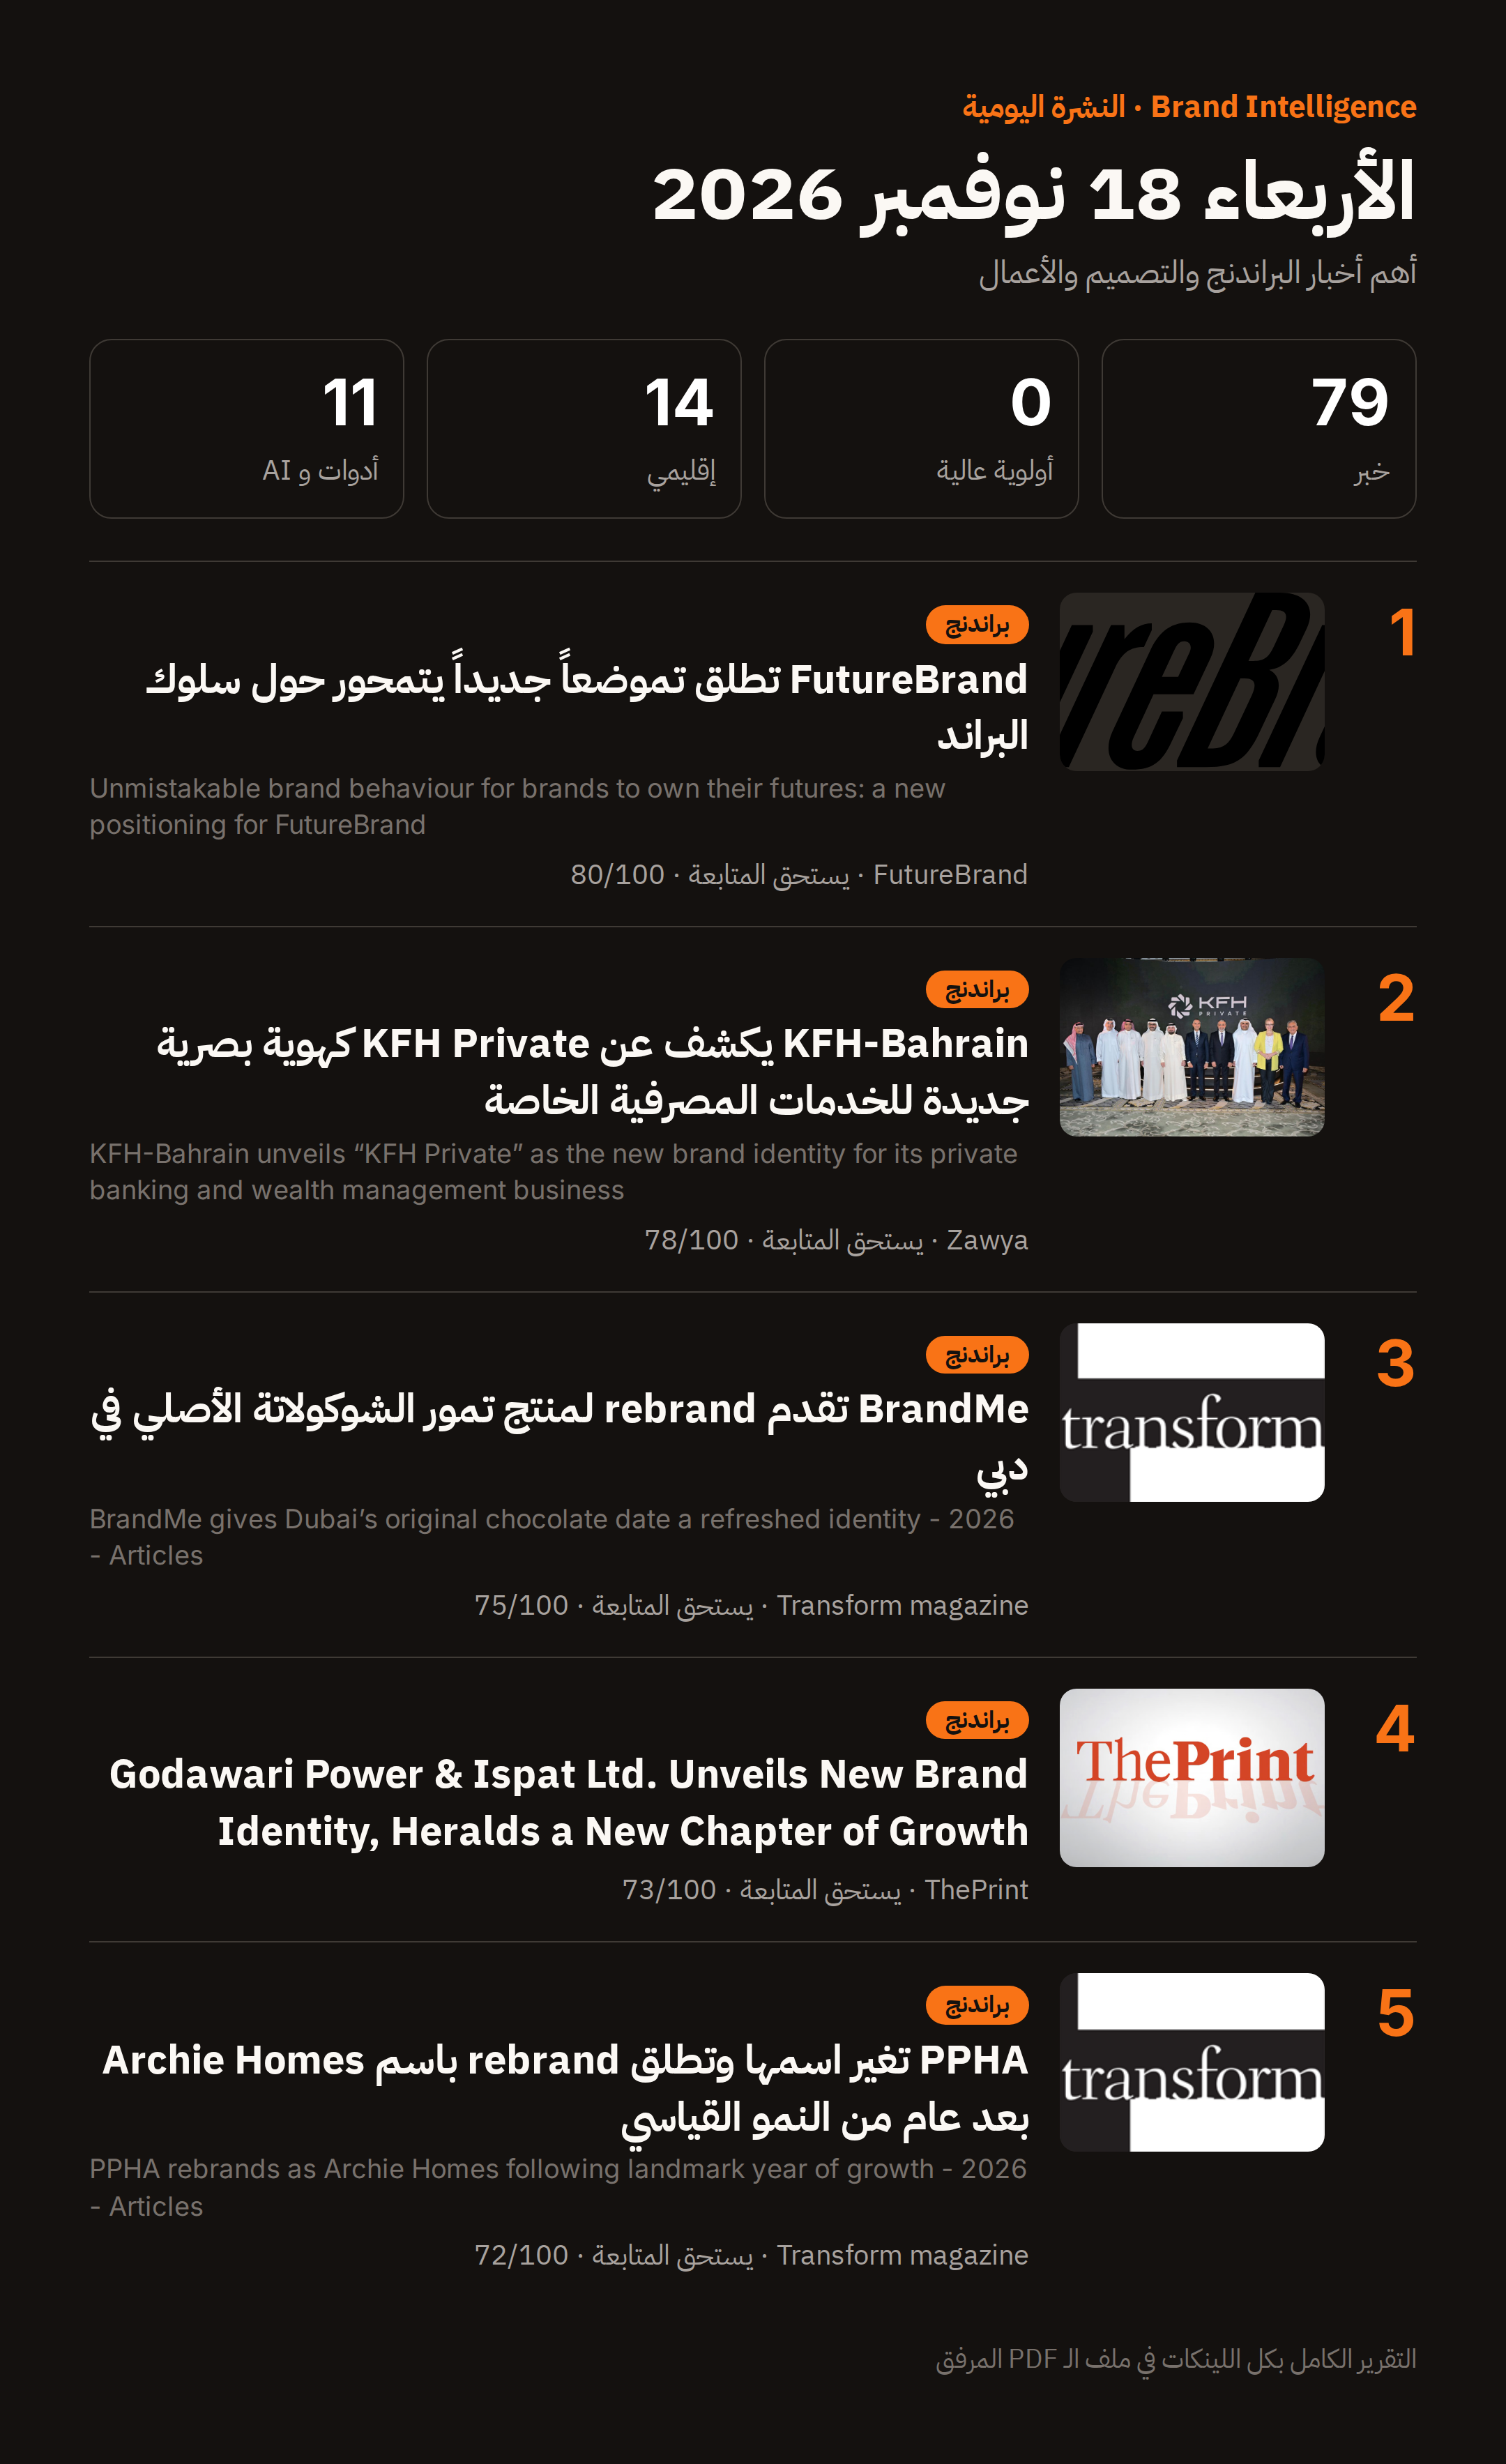 Brand Intelligence · النشرة اليومية
الأربعاء 18 نوفمبر 2026
أهم أخبار البراندنج والتصميم والأعمال
79
خبر
0
أولوية عالية
14
إقليمي
11
أدوات و AI
1
ureBr
براندنج
FutureBrand تطلق تموضعاً جديداً يتمحور حول سلوك
البراند
Unmistakable brand behaviour for brands to own their futures: a new
positioning for FutureBrand
FutureBrand · يستحق المتابعة · 80/100
2
KFH
PRIVATE
براندنج
KFH-Bahrain يكشف عن KFH Private كهوية بصرية
جديدة للخدمات المصرفية الخاصة
KFH-Bahrain unveils “KFH Private” as the new brand identity for its private
banking and wealth management business
Zawya · يستحق المتابعة · 78/100
3
transform
براندنج
BrandMe تقدم rebrand لمنتج تمور الشوكولاتة الأصلي في
دبي
BrandMe gives Dubai’s original chocolate date a refreshed identity - 2026
- Articles
Transform magazine · يستحق المتابعة · 75/100
4
ThePrint
براندنج
Godawari Power & Ispat Ltd. Unveils New Brand
Identity, Heralds a New Chapter of Growth
ThePrint · يستحق المتابعة · 73/100
5
transform
براندنج
PPHA تغير اسمها وتطلق rebrand باسم Archie Homes
بعد عام من النمو القياسي
PPHA rebrands as Archie Homes following landmark year of growth - 2026
- Articles
Transform magazine · يستحق المتابعة · 72/100
التقرير الكامل بكل اللينكات في ملف الـ PDF المرفق